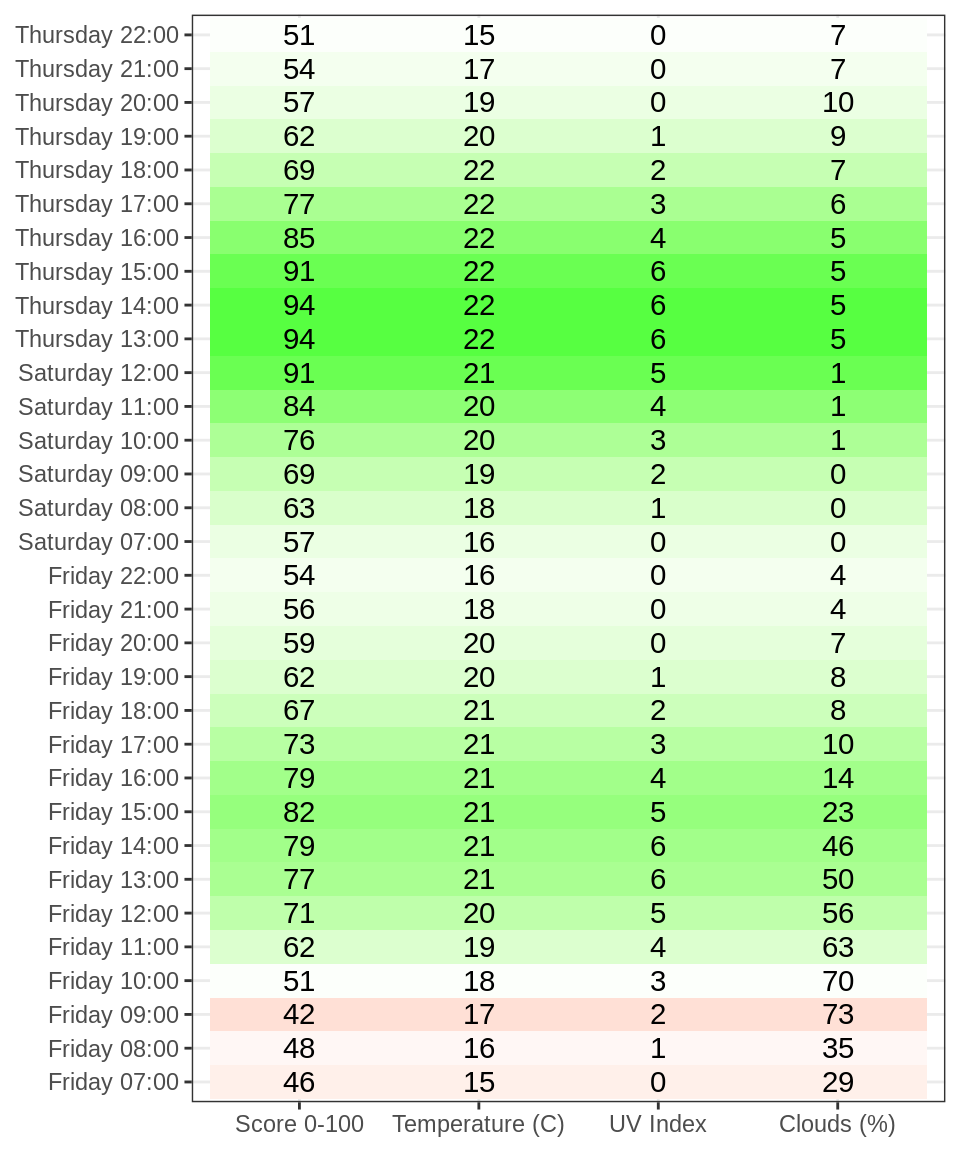 Thursday 22:00 51 15 0 7
Thursday 21:00 54 17 0 7
Thursday 20:00 57 19 0 10
Thursday 19:00 62 20 1 9
Thursday 18:00 69 22 2 7
Thursday 17:00 77 22 3 6
Thursday 16:00 85 22 4 5
Thursday 15:00 91 22 6 5
Thursday 14:00 94 22 6 5
Thursday 13:00 94 22 6 5
Saturday 12:00 91 21 5 1
Saturday 11:00 84 20 4 1
Saturday 10:00 76 20 3 1
Saturday 09:00 69 19 2 0
Saturday 08:00 63 18 1 0
Saturday 07:00 57 16 0 0
Friday 22:00 54 16 0 4
Friday 21:00 56 18 0 4
Friday 20:00 59 20 0 7
Friday 19:00 62 20 1 8
Friday 18:00 67 21 2 8
Friday 17:00 73 21 3 10
Friday 16:00 79 21 4 14
Friday 15:00 82 21 5 23
Friday 14:00 79 21 6 46
Friday 13:00 77 21 6 50
Friday 12:00 71 20 5 56
Friday 11:00 62 19 4 63
Friday 10:00 51 18 3 70
Friday 09:00 42 17 2 73
Friday 08:00 48 16 1 35
Friday 07:00 46 15 0 29
Score 0-100 Temperature (C) UV Index Clouds (%)